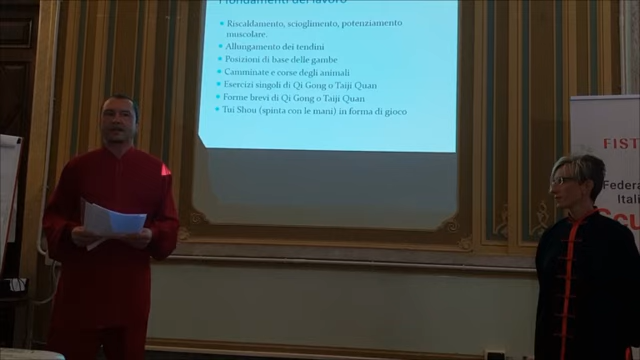 I fondamenti del lavoro
Riscaldamento, scioglimento, potenziamento
muscolare.
Allungamento dei tendini
Posizioni di base delle gambe
Camminate e corse degli animali
Esercizi singoli di Qi Gong o Taiji Quan
Forme brevi di Qi Gong o Taiji Quan
Tui Shou (spinta con le mani) in forma di gioco
FIST
Federa
Itali
Scu